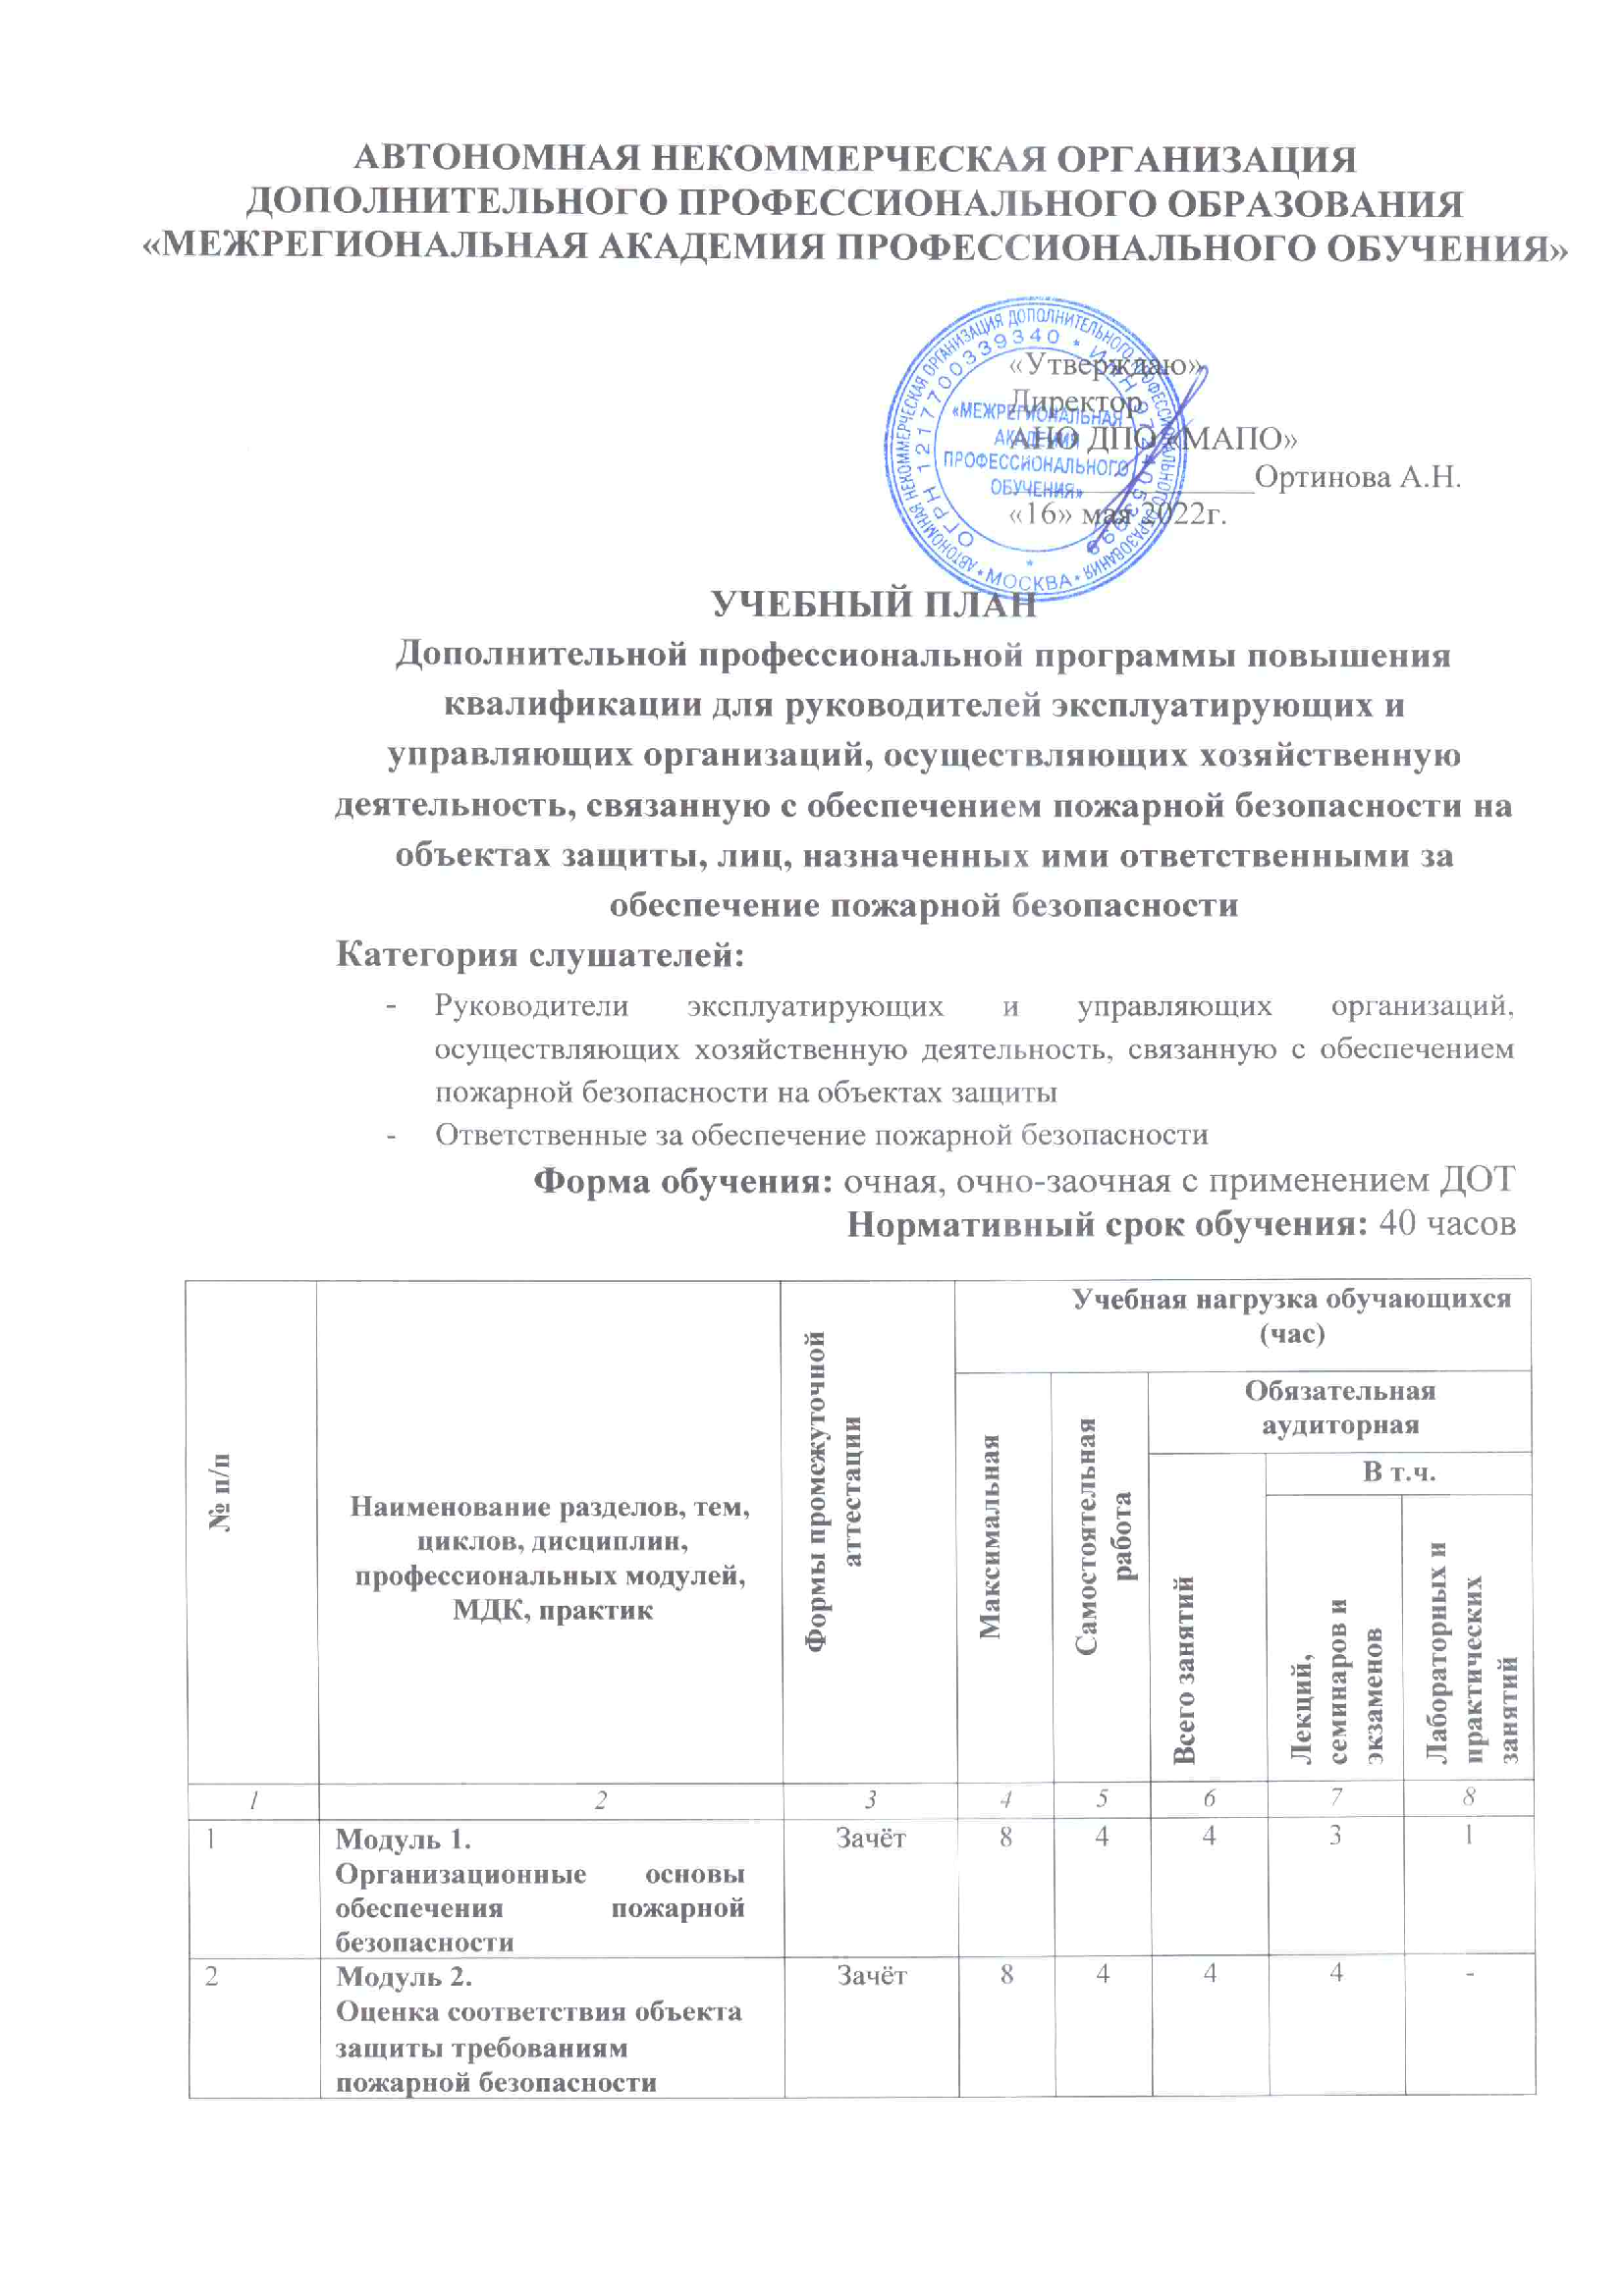 АВТОНОМНАЯ НЕКОММЕРЧЕСКАЯ ОРГАНИЗАЦИЯ
ДОПОЛНИТЕЛЬНОГО ПРОФЕССИОНАЛЬНОГО ОБРАЗОВАНИЯ
«МЕЖРЕГИОНАЛЬНАЯ АКАДЕМИЯ ПРОФЕССИОНАЛЬНОГО ОБУЧЕНИЯ»
«Утверждаю»
Директор
АНО ДПО «МАПО»
Ортинова А.Н.
«16» мая 2022г.
АВТОНОМНАЯ НЕКОММЕРЧЕСКАЯ ОРГАНИЗАЦИЯ ДОПОЛНИТЕЛЬНОГО ПРОФЕССИОНАЛЬНОГО ОБРАЗОВАНИЯ
* МОСКВА *
ОГРН 1217700339340 * ИНН
«МЕЖРЕГИОНАЛЬНАЯ
АКАДЕМИЯ
ПРОФЕССИОНАЛЬНОГО
ОБУЧЕНИЯ»
УЧЕБНЫЙ ПЛАН
Дополнительной профессиональной программы повышения
квалификации для руководителей эксплуатирующих и
управляющих организаций, осуществляющих хозяйственную
деятельность, связанную с обеспечением пожарной безопасности на
объектах защиты, лиц, назначенных ими ответственными за
обеспечение пожарной безопасности
Категория слушателей:
- Руководители эксплуатирующих и управляющих организаций,
осуществляющих хозяйственную деятельность, связанную с обеспечением
пожарной безопасности на объектах защиты
- Ответственные за обеспечение пожарной безопасности
Форма обучения: очная, очно-заочная с применением ДОТ
Нормативный срок обучения: 40 часов
№ п/п
Наименование разделов, тем,
циклов, дисциплин,
профессиональных модулей,
МДК, практик
Формы промежуточной
аттестации
Учебная нагрузка обучающихся
(час)
Максимальная
Самостоятельная
работа
Обязательная
аудиторная
Всего занятий
В т.ч.
Лекций,
семинаров и
экзаменов
Лабораторных и
практических
занятий
1 2 3 4 5 6 7 8
1 Модуль 1. Зачёт 8 4 4 3 1
Организационные основы
обеспечения пожарной
безопасности
2 Модуль 2. Зачёт 8 4 4 4 -
Оценка соответствия объекта
защиты требованиям
пожарной безопасности